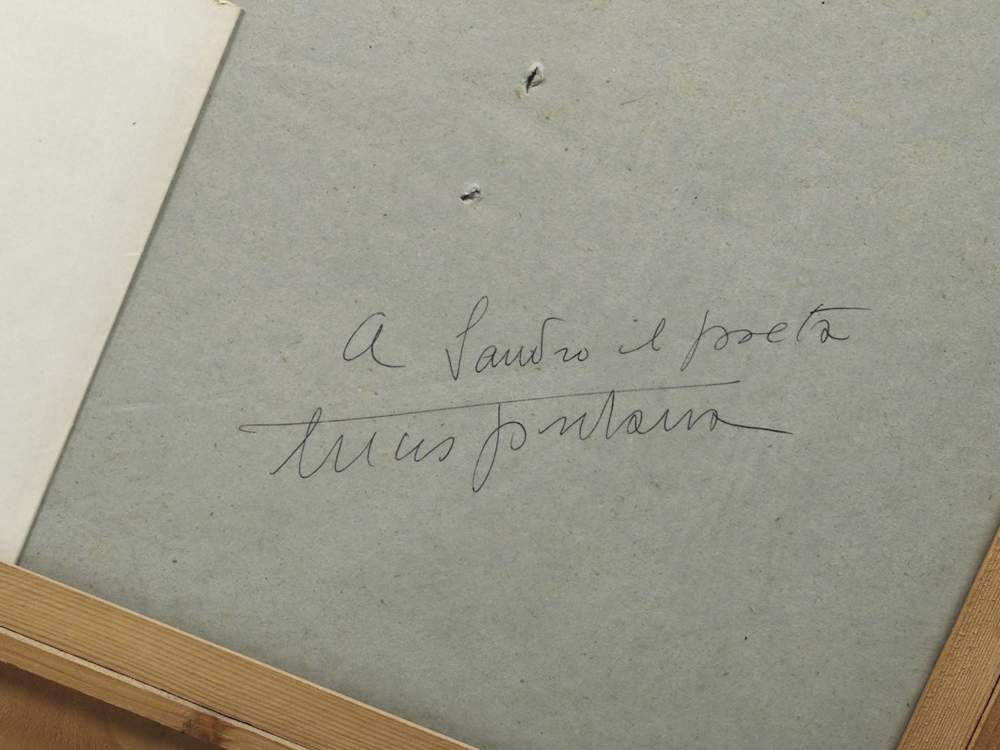 A Sandro il poeta
lucio fontana